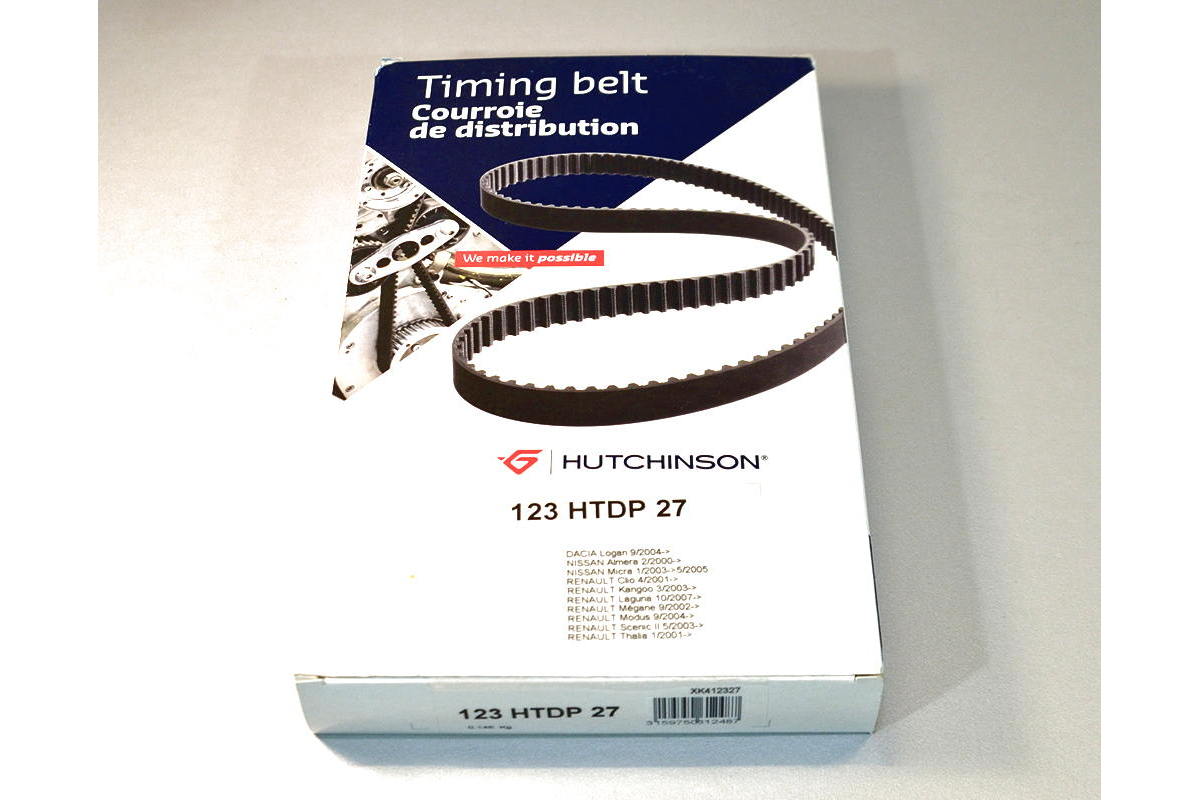 Timing belt
Courroie
de distribution
We make it possible
HUTCHINSON®
123 HTDP 27
DACIA Logan 9/2004->
NISSAN Almera 2/2000->
NISSAN Micra 1/2003->5/2005
RENAULT Clio 4/2001->
RENAULT Kangoo 3/2003->
RENAULT Laguna 10/2007->
RENAULT Mégane 9/2002->
RENAULT Modus 9/2004->
RENAULT Scenic II 5/2003->
RENAULT Thalia 1/2001->
XK412327
123 HTDP 27
Kg